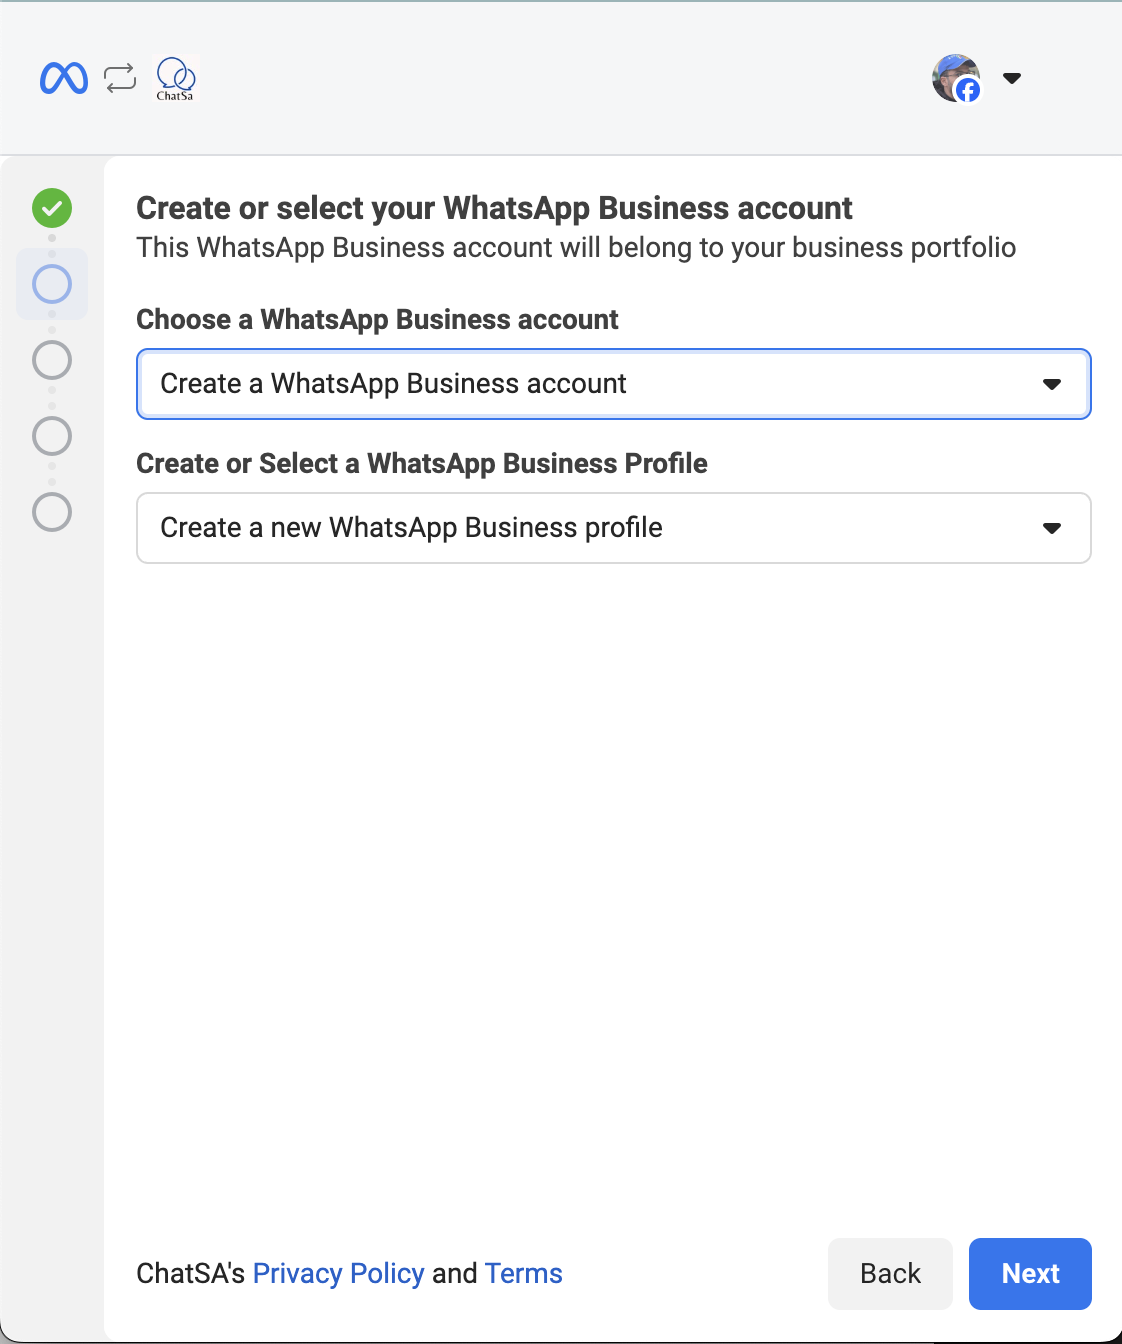 ChatSa
Create or select your WhatsApp Business account
This WhatsApp Business account will belong to your business portfolio
Choose a WhatsApp Business account
Create a WhatsApp Business account
Create or Select a WhatsApp Business Profile
Create a new WhatsApp Business profile
ChatSA's Privacy Policy and Terms
Back
Next